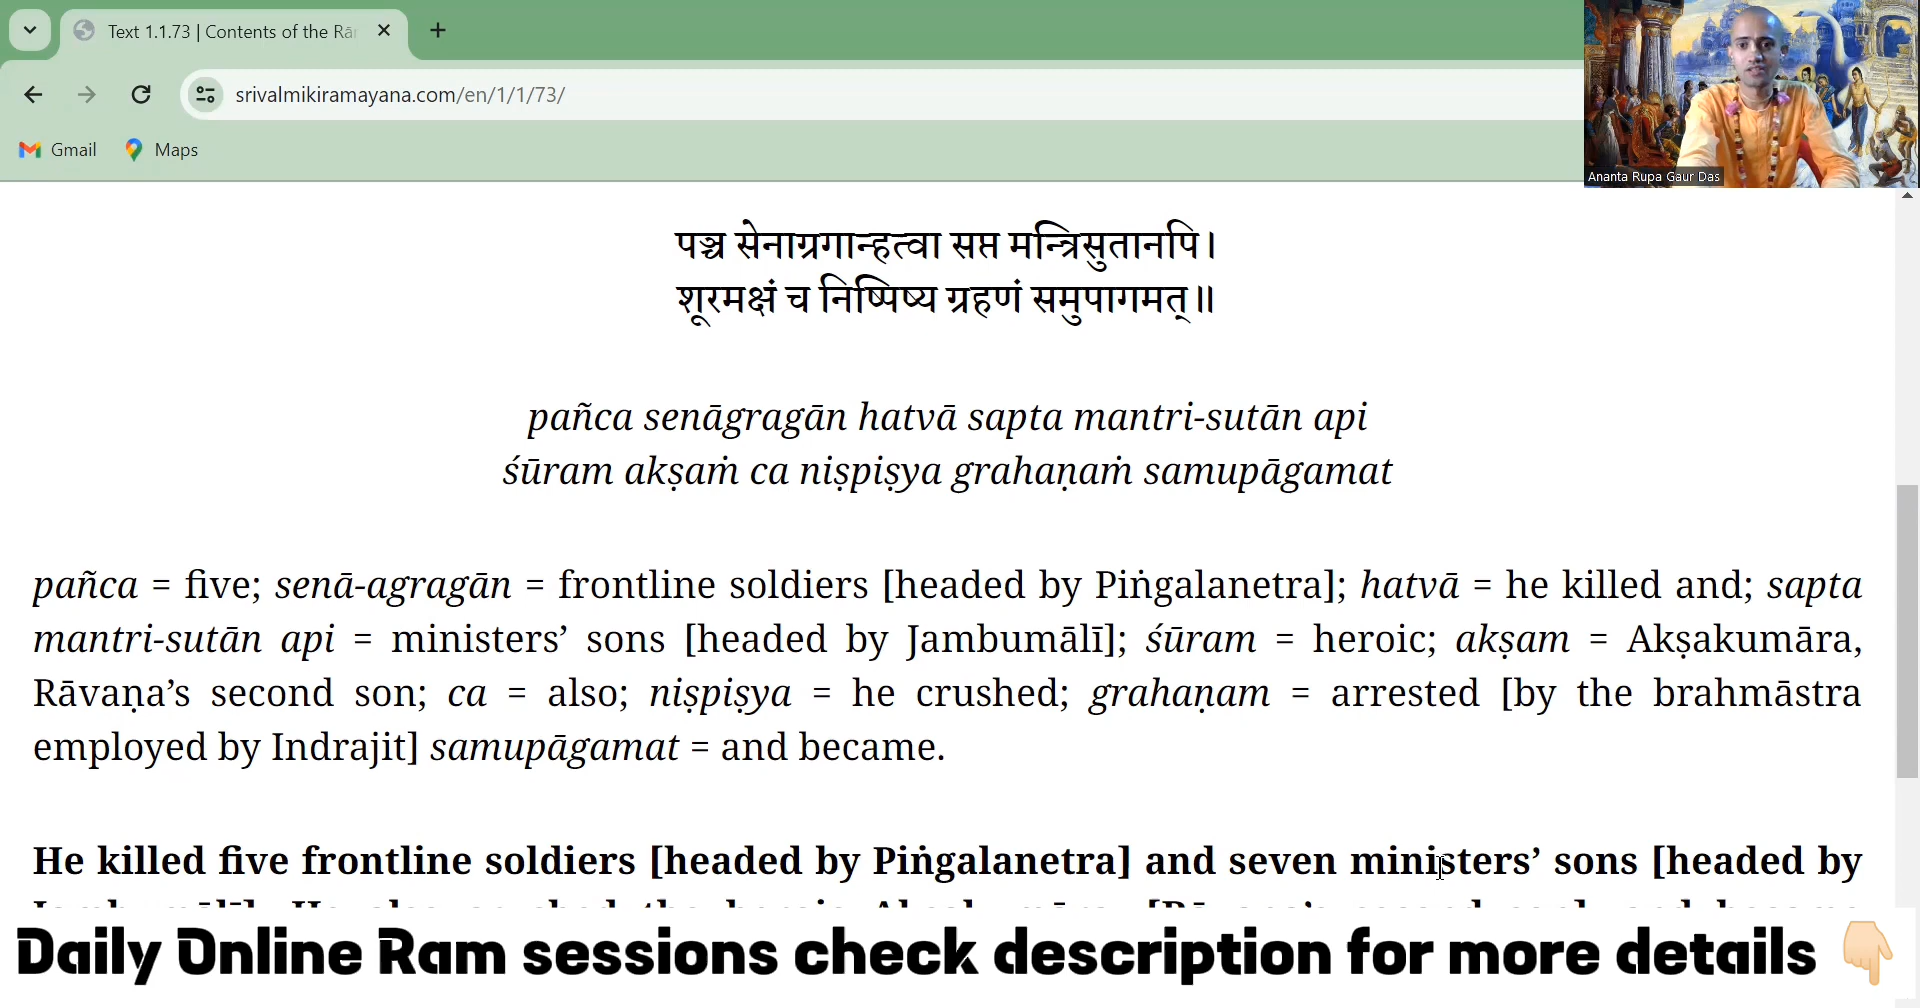 Text 1.1.73 | Contents of the Rā
srivalmikiramayana.com/en/1/1/73/
Gmail
Maps
Ananta Rupa Gaur Das
पञ्च सेनाग्रगान्हत्वा सप्त मन्त्रिसुतानपि।
शूरमक्षं च निष्पिष्य ग्रहणं समुपागमत्॥
pañca senāgragān hatvā sapta mantri-sutān api
śūram akṣaṁ ca niṣpiṣya grahaṇaṁ samupāgamat
pañca = five; senā-agragān = frontline soldiers [headed by Piṅgalanetra]; hatvā = he killed and; sapta
mantri-sutān api = ministers’ sons [headed by Jambumālī]; śūram = heroic; akṣam = Akṣakumāra,
Rāvaṇa’s second son; ca = also; niṣpiṣya = he crushed; grahaṇam = arrested [by the brahmāstra
employed by Indrajit] samupāgamat = and became.
He killed five frontline soldiers [headed by Piṅgalanetra] and seven ministers’ sons [headed by
Daily Online Ram sessions check description for more details